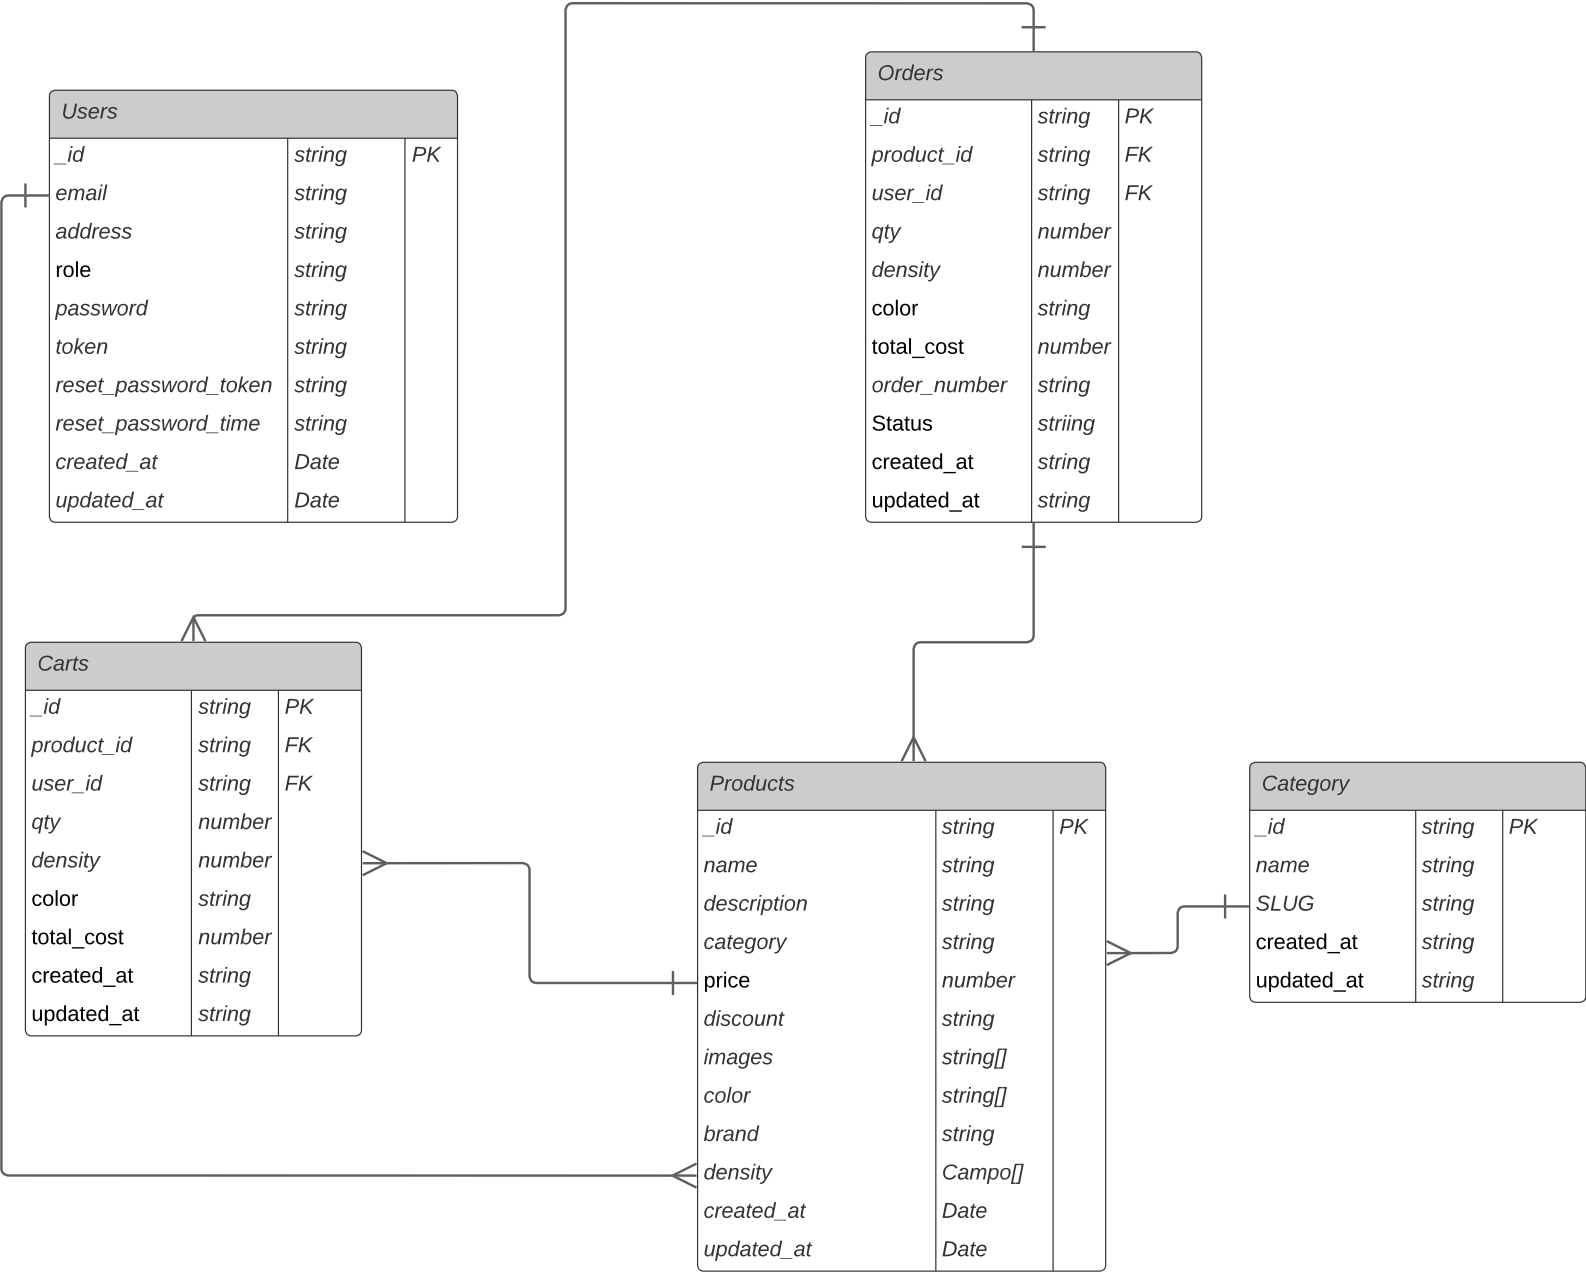 Users
_id string PK
email string
address string
role string
password string
token string
reset_password_token string
reset_password_time string
created_at Date
updated_at Date
Orders
_id string PK
product_id string FK
user_id string FK
qty number
density number
color string
total_cost number
order_number string
Status striing
created_at string
updated_at string
Carts
_id string PK
product_id string FK
user_id string FK
qty number
density number
color string
total_cost number
created_at string
updated_at string
Products
_id string PK
name string
description string
category string
price number
discount string
images string[]
color string[]
brand string
density Campo[]
created_at Date
updated_at Date
Category
_id string PK
name string
SLUG string
created_at string
updated_at string